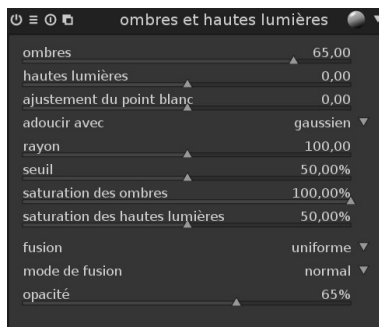 ombres et hautes lumières
ombres 65,00
hautes lumières 0,00
ajustement du point blanc 0,00
adoucir avec gaussien
rayon 100,00
seuil 50,00%
saturation des ombres 100,00%
saturation des hautes lumières 50,00%
fusion uniforme
mode de fusion normal
opacité 65%